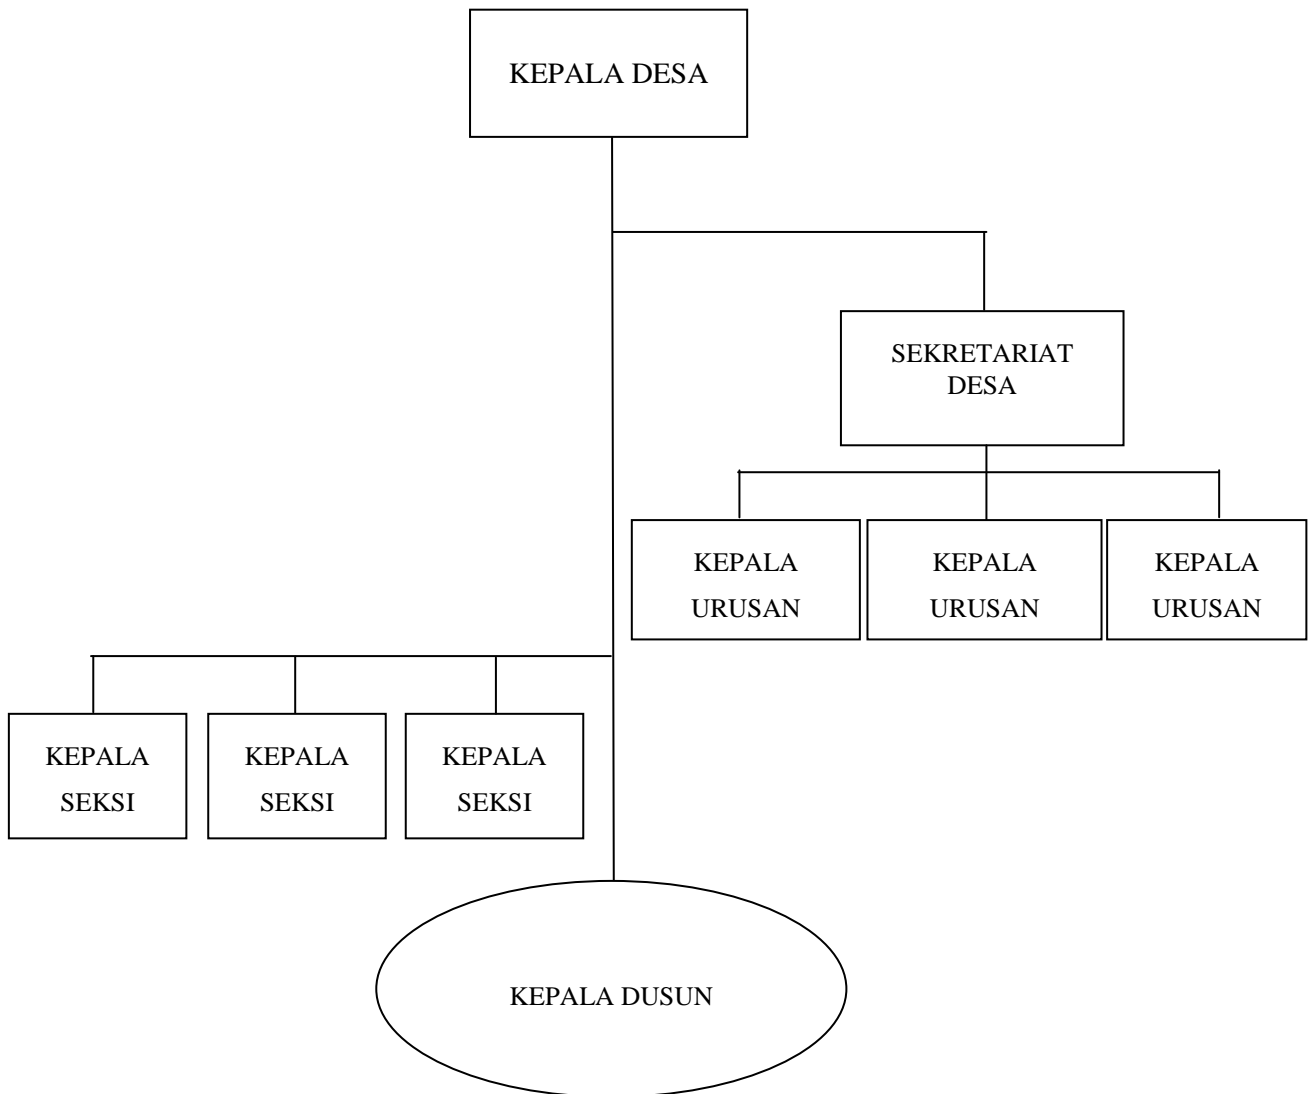 KEPALA DESA
SEKRETARIAT
DESA
KEPALA
URUSAN
KEPALA
URUSAN
KEPALA
URUSAN
KEPALA
SEKSI
KEPALA
SEKSI
KEPALA
SEKSI
KEPALA DUSUN